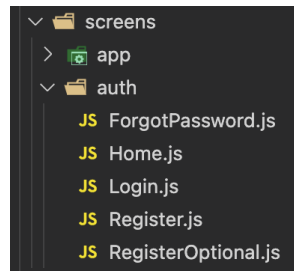 screens
app
auth
JS ForgotPassword.js
JS Home.js
JS Login.js
JS Register.js
JS RegisterOptional.js